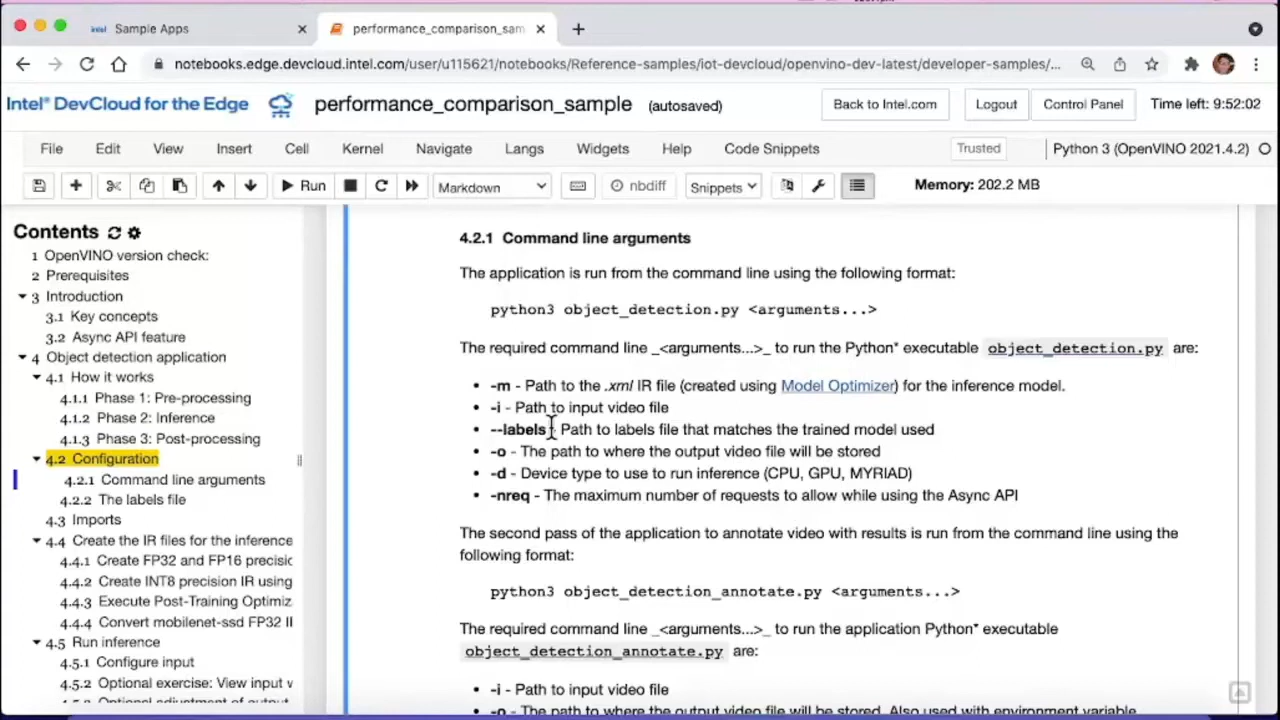 intel Sample Apps
performance_comparison_sam
notebooks.edge.devcloud.intel.com/user/u115621/notebooks/Reference-samples/iot-devcloud/openvino-dev-latest/developer-samples/...
Intel® DevCloud for the Edge
performance_comparison_sample (autosaved)
Back to Intel.com
Logout
Control Panel
Time left: 9:52:02
File Edit View Insert Cell Kernel Navigate Langs Widgets Help Code Snippets
Trusted
Python 3 (OpenVINO 2021.4.2)
Run
Markdown
nbdiff
Snippets
Memory: 202.2 MB
Contents
1 OpenVINO version check:
2 Prerequisites
3 Introduction
3.1 Key concepts
3.2 Async API feature
4 Object detection application
4.1 How it works
4.1.1 Phase 1: Pre-processing
4.1.2 Phase 2: Inference
4.1.3 Phase 3: Post-processing
4.2 Configuration
4.2.1 Command line arguments
4.2.2 The labels file
4.3 Imports
4.4 Create the IR files for the inference
4.4.1 Create FP32 and FP16 precisic
4.4.2 Create INT8 precision IR using
4.4.3 Execute Post-Training Optimiz
4.4.4 Convert mobilenet-ssd FP32 II
4.5 Run inference
4.5.1 Configure input
4.5.2 Optional exercise: View input v
4.2.1 Command line arguments
The application is run from the command line using the following format:
python3 object_detection.py <arguments...>
The required command line _<arguments...>_ to run the Python* executable object_detection.py are:
• -m - Path to the .xml IR file (created using Model Optimizer) for the inference model.
• -i - Path to input video file
• --labels - Path to labels file that matches the trained model used
• -o - The path to where the output video file will be stored
• -d - Device type to use to run inference (CPU, GPU, MYRIAD)
• -nreq - The maximum number of requests to allow while using the Async API
The second pass of the application to annotate video with results is run from the command line using the
following format:
python3 object_detection_annotate.py <arguments...>
The required command line _<arguments...>_ to run the application Python* executable
object_detection_annotate.py are:
• -i - Path to input video file
• -o - The path to where the output video file will be stored. Also used with environment variable